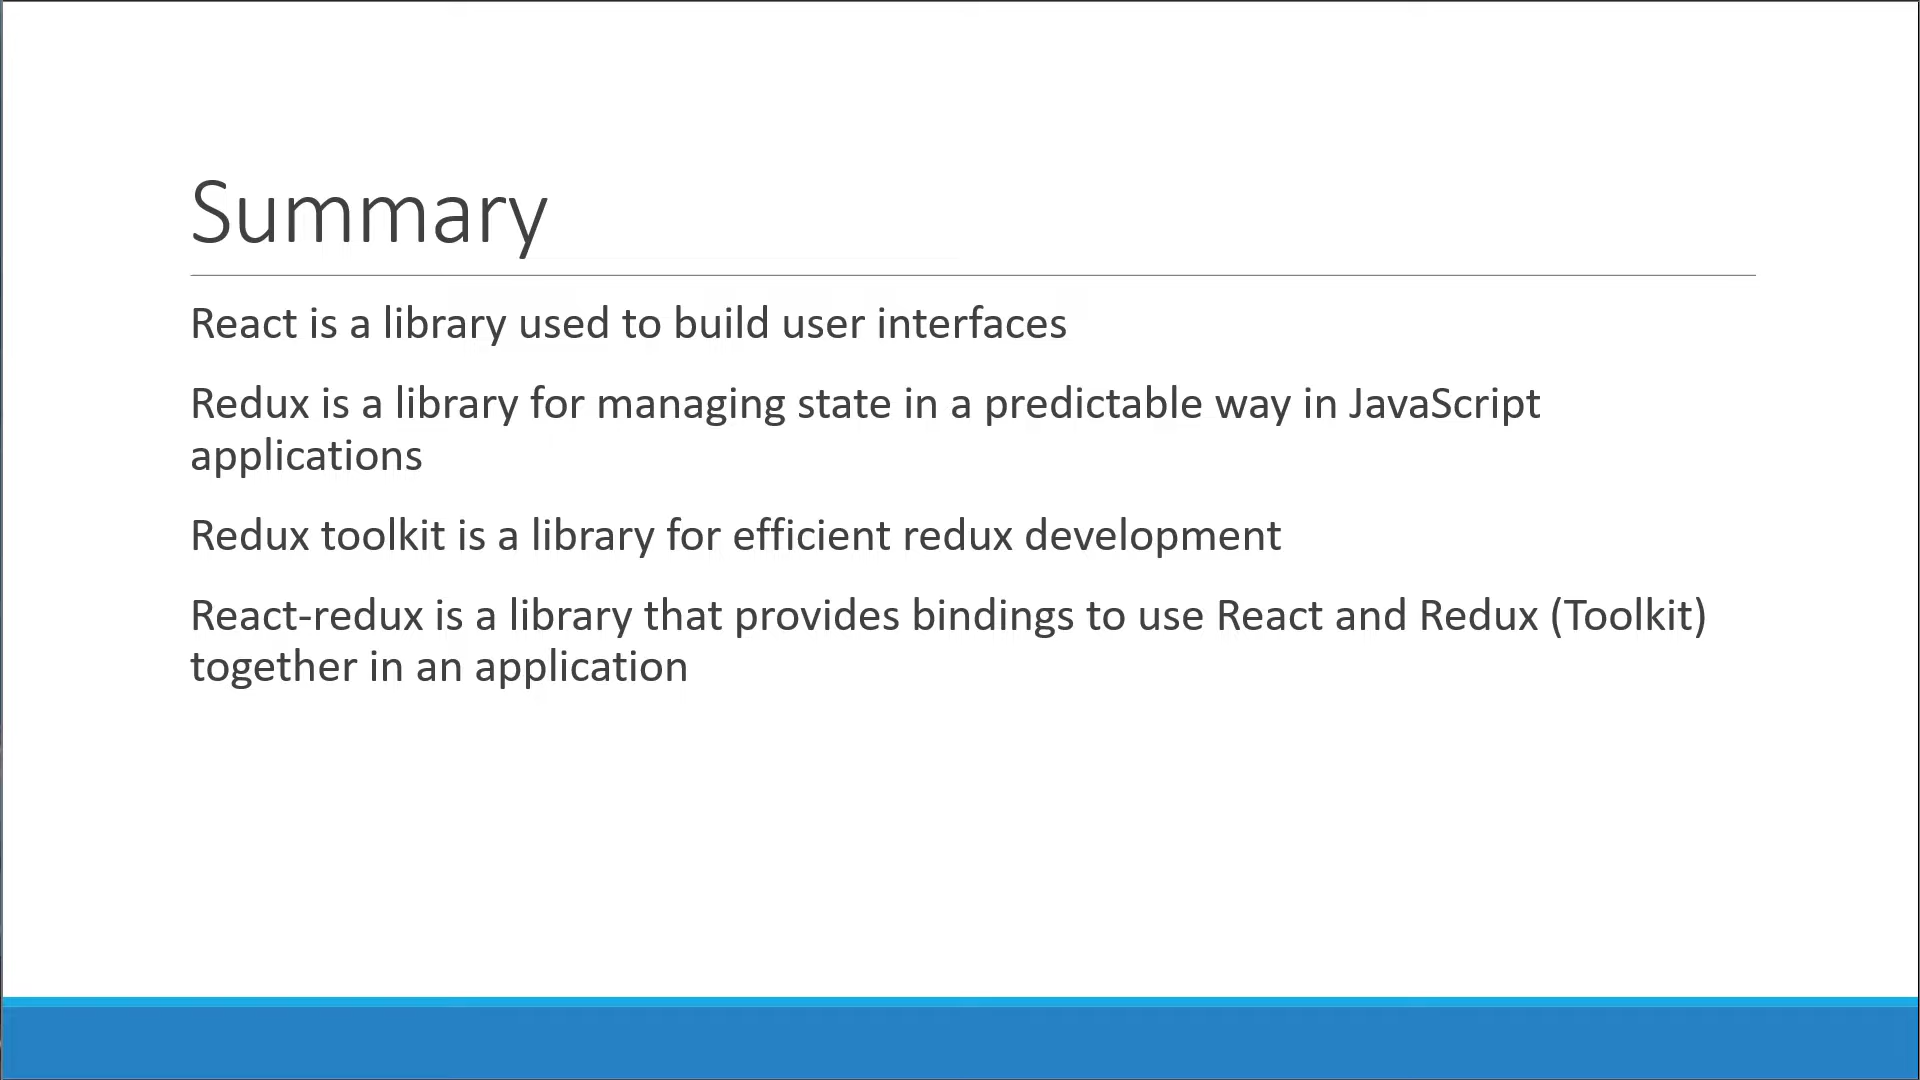 Summary
React is a library used to build user interfaces
Redux is a library for managing state in a predictable way in JavaScript
applications
Redux toolkit is a library for efficient redux development
React-redux is a library that provides bindings to use React and Redux (Toolkit)
together in an application